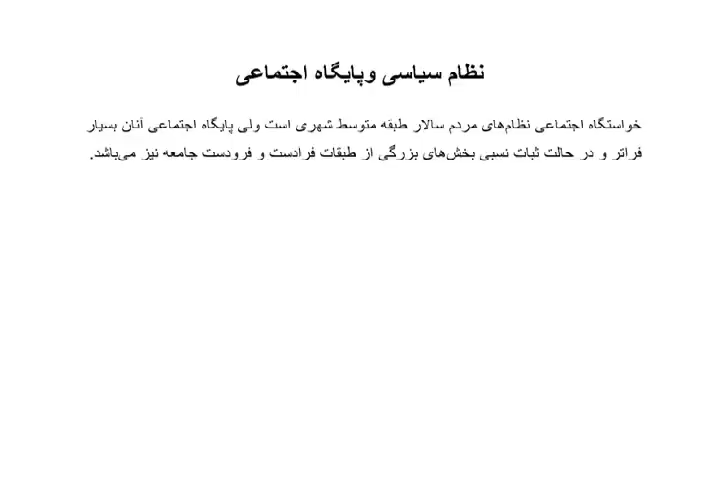 نظام سیاسی وپایگاه اجتماعی
خواستگاه اجتماعی نظام‌های مردم سالار طبقه متوسط شهری است ولی پایگاه اجتماعی آنان بسیار
فراتر و در حالت ثبات نسبی بخش‌های بزرگی از طبقات فرادست و فرودست جامعه نیز می‌باشد.